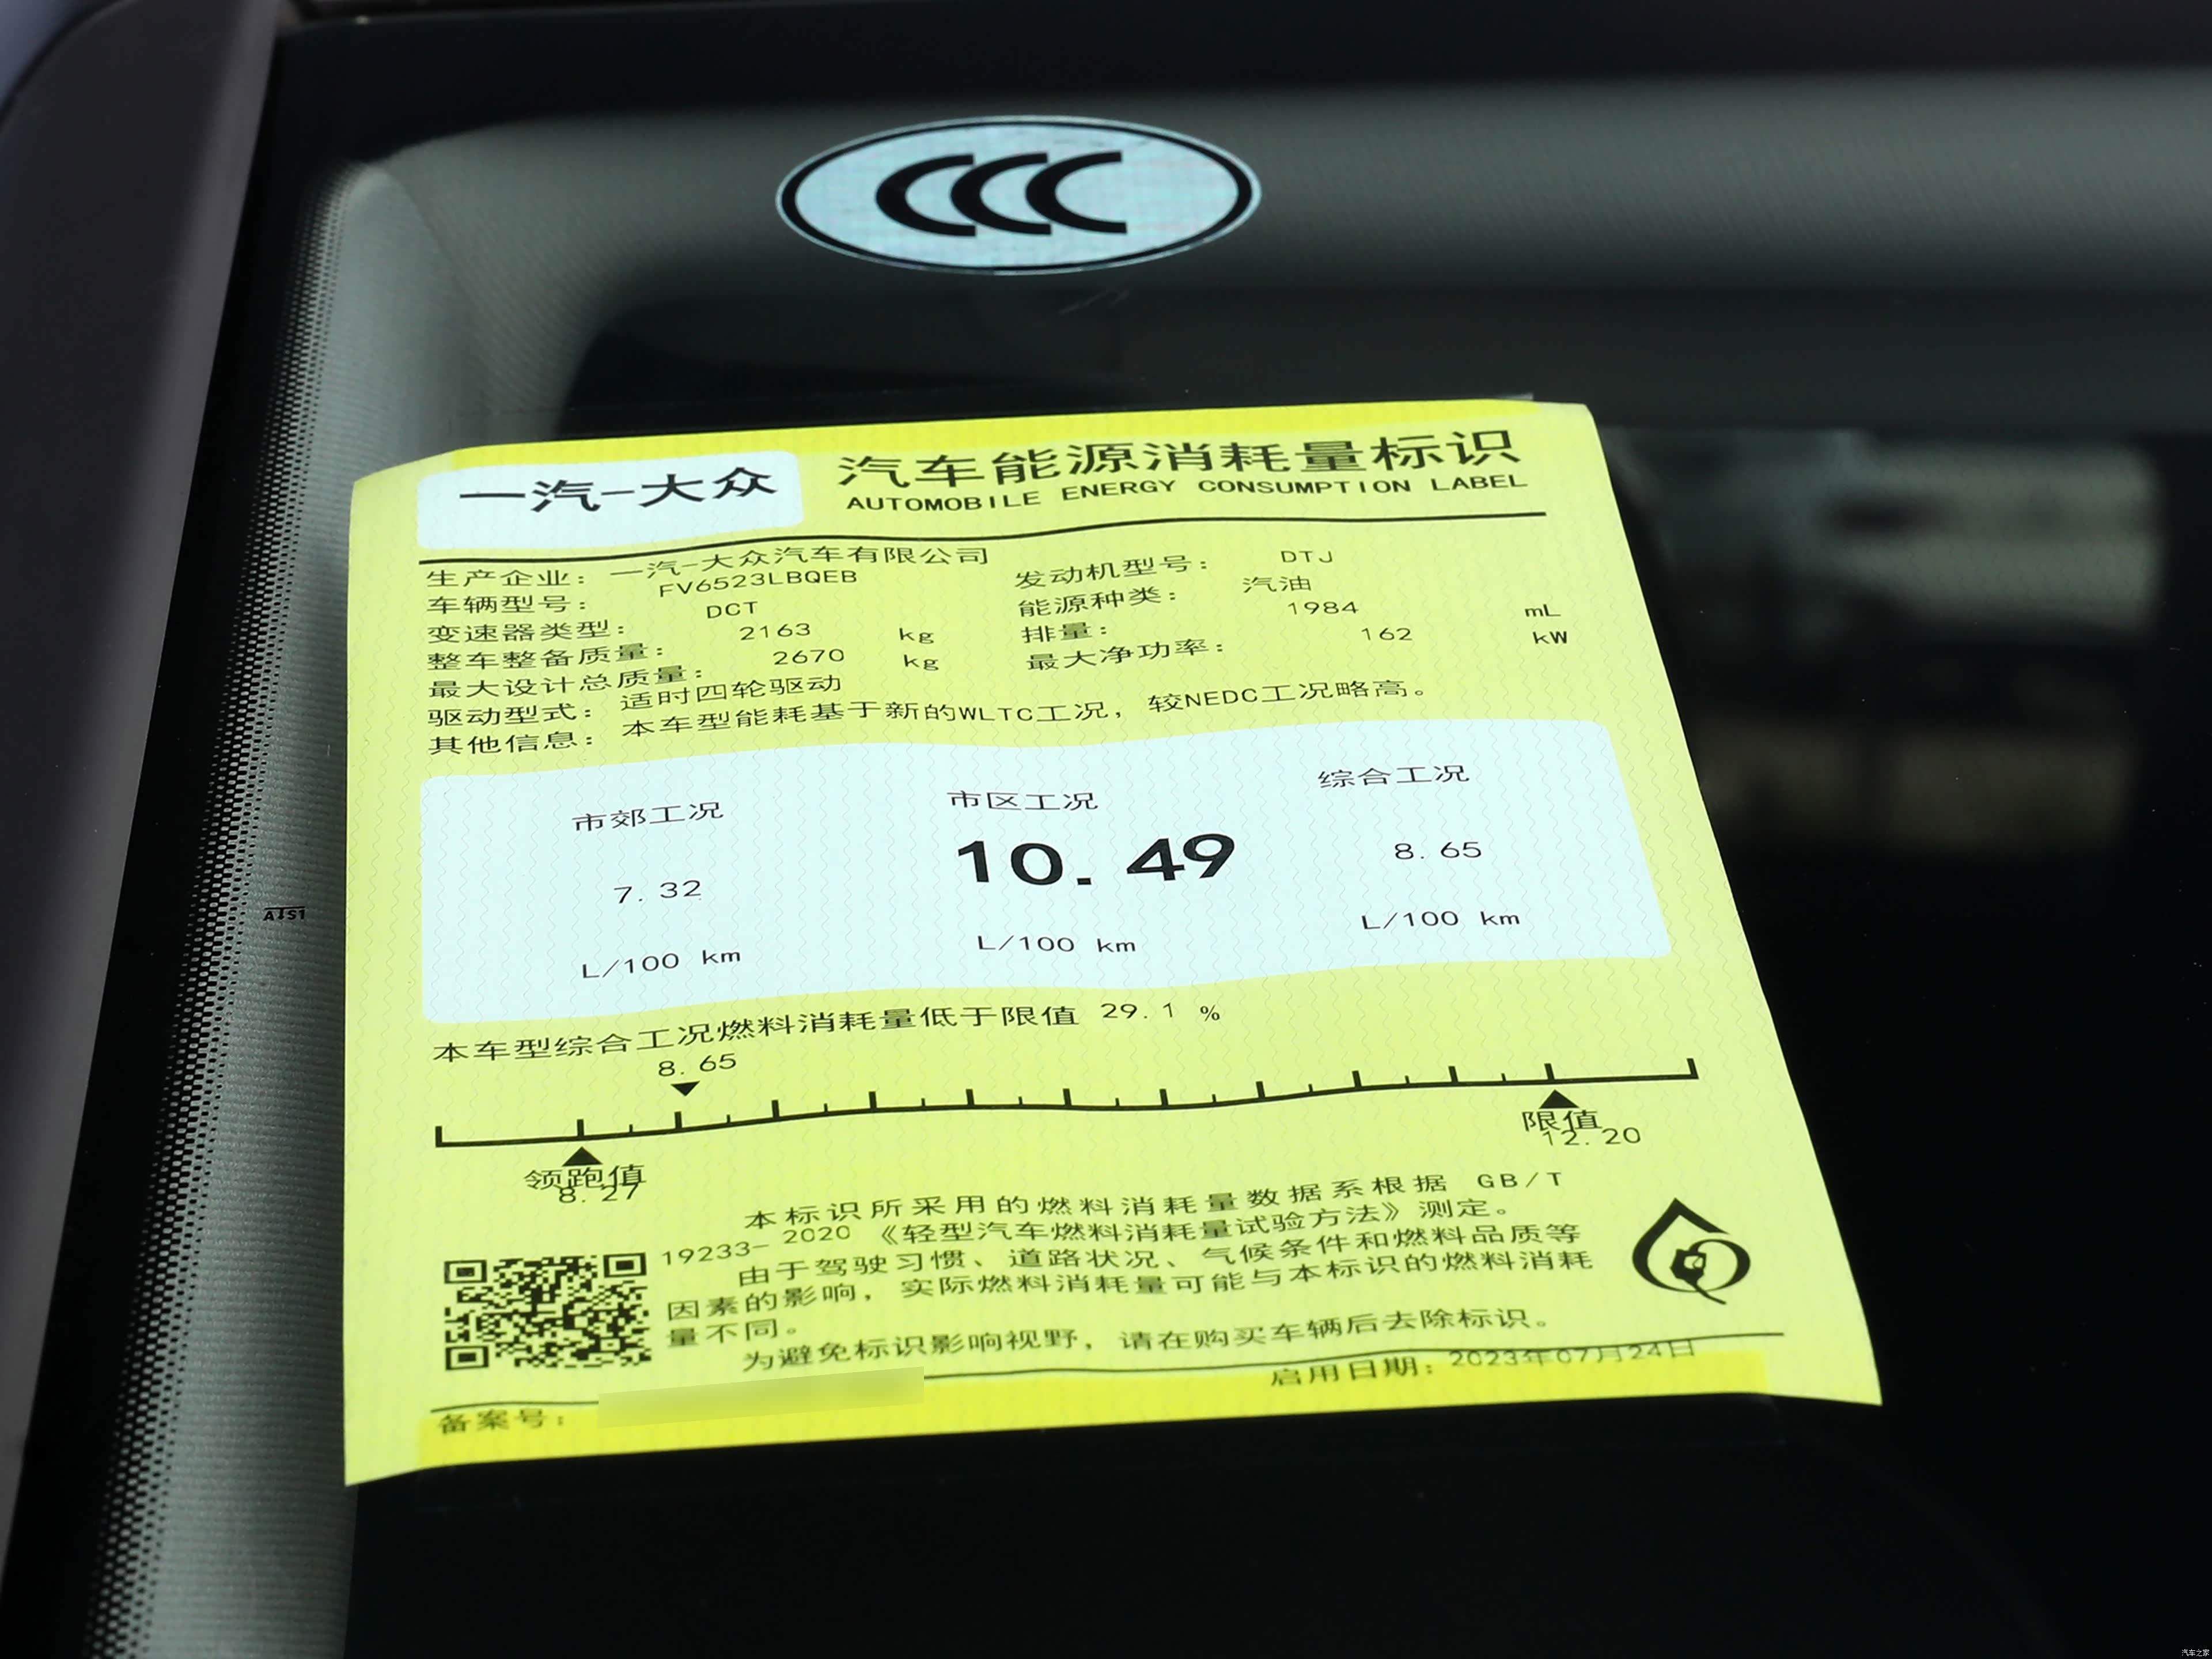 CCC
一汽-大众
汽车能源消耗量标识
AUTOMOBILE ENERGY CONSUMPTION LABEL
生产企业： 一汽-大众汽车有限公司
车辆型号： FV6523LBQEB
变速器类型： DCT
整车整备质量： 2163 kg
最大设计总质量： 2670 kg
驱动型式： 适时四轮驱动
其他信息： 本车型能耗基于新的WLTC工况，较NEDC工况略高。
发动机型号： DTJ
能源种类： 汽油
排量： 1984 mL
最大净功率： 162 kW
市郊工况 市区工况 综合工况
7.32 10.49 8.65
L/100 km L/100 km L/100 km
本车型综合工况燃料消耗量低于限值 29.1 %
8.65
领跑值 限值
8.27 12.20
本标识所采用的燃料消耗量数据系根据 GB/T
19233-2020 《轻型汽车燃料消耗量试验方法》测定。
由于驾驶习惯、道路状况、气候条件和燃料品质等
因素的影响，实际燃料消耗量可能与本标识的燃料消耗
量不同。
为避免标识影响视野，请在购买车辆后去除标识。
备案号： 启用日期：2023年07月24日
A↓S1
汽车之家